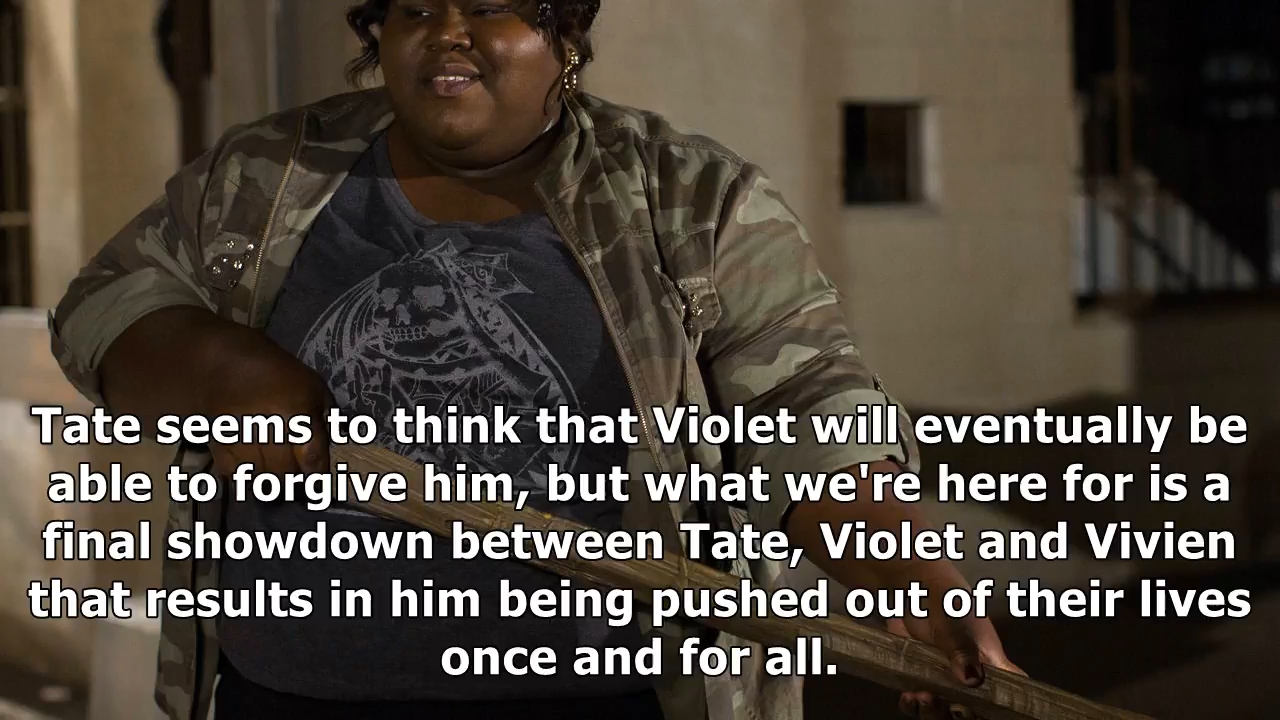 Tate seems to think that Violet will eventually be
able to forgive him, but what we're here for is a
final showdown between Tate, Violet and Vivien
that results in him being pushed out of their lives
once and for all.